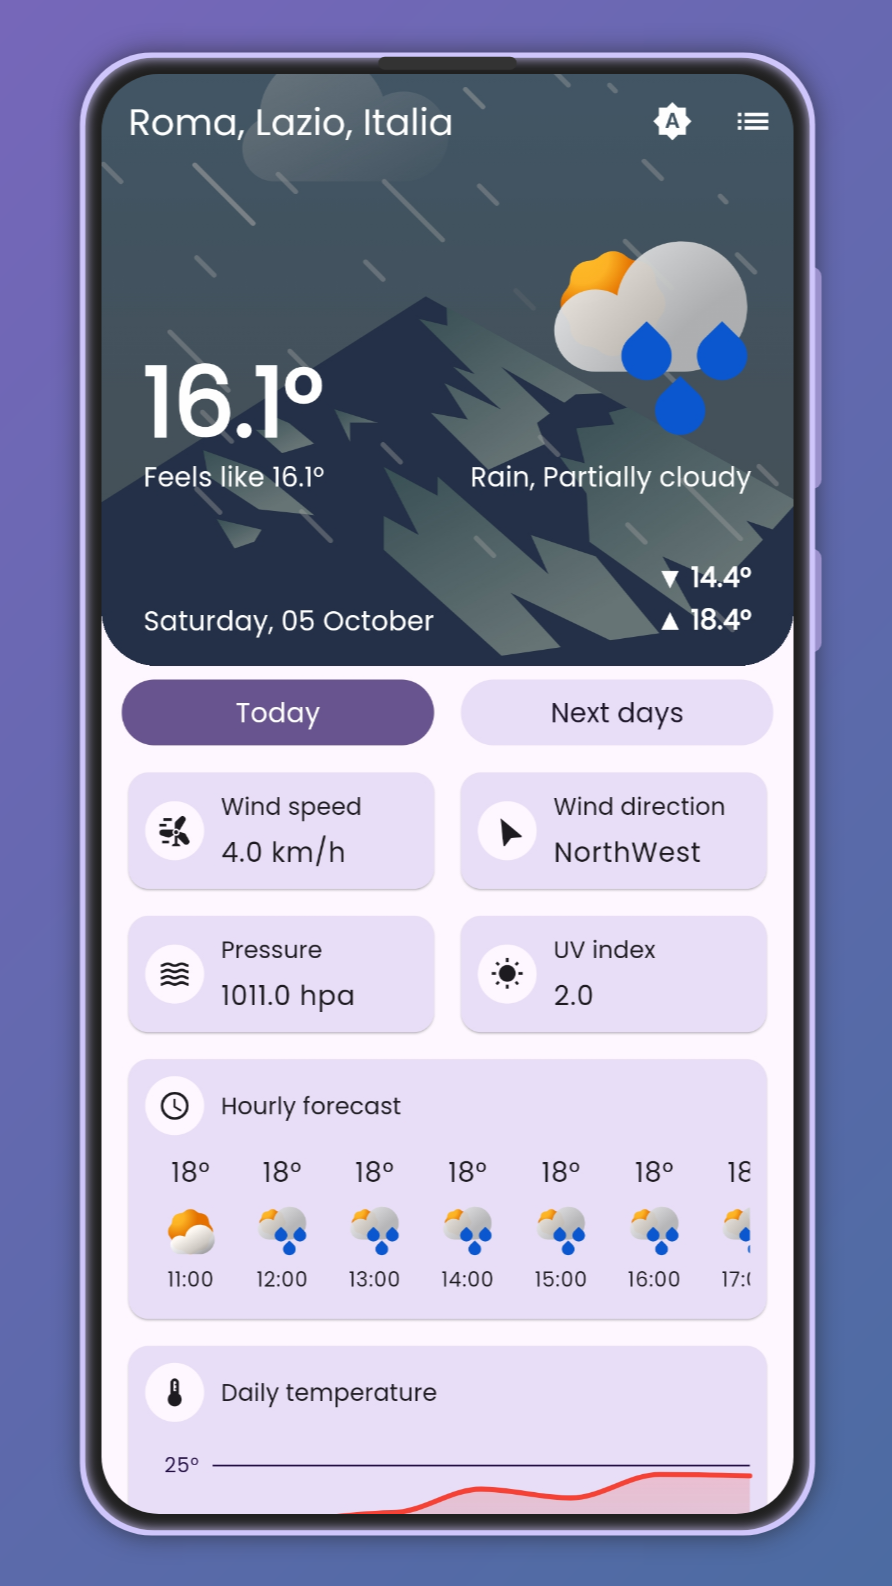 Roma, Lazio, Italia
A
16.1°
Feels like 16.1°
Rain, Partially cloudy
▼ 14.4°
▲ 18.4°
Saturday, 05 October
Today
Next days
Wind speed
4.0 km/h
Wind direction
NorthWest
Pressure
1011.0 hpa
UV index
2.0
Hourly forecast
18° 18° 18° 18° 18° 18° 18
11:00 12:00 13:00 14:00 15:00 16:00
Daily temperature
25°